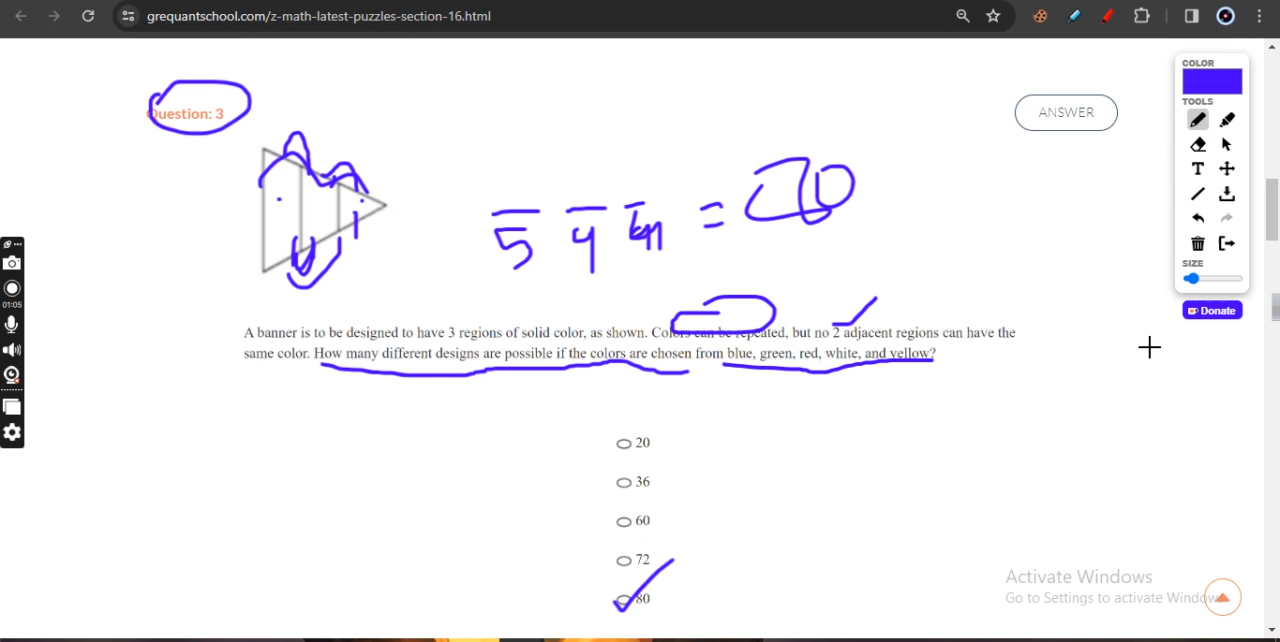 grequantschool.com/z-math-latest-puzzles-section-16.html
COLOR
Question: 3
ANSWER
TOOLS
5 4 4 = 80
SIZE
01:05
Donate
A banner is to be designed to have 3 regions of solid color, as shown. Colors can be repeated, but no 2 adjacent regions can have the
same color. How many different designs are possible if the colors are chosen from blue, green, red, white, and yellow?
20
36
60
72
80
Activate Windows
Go to Settings to activate Windows